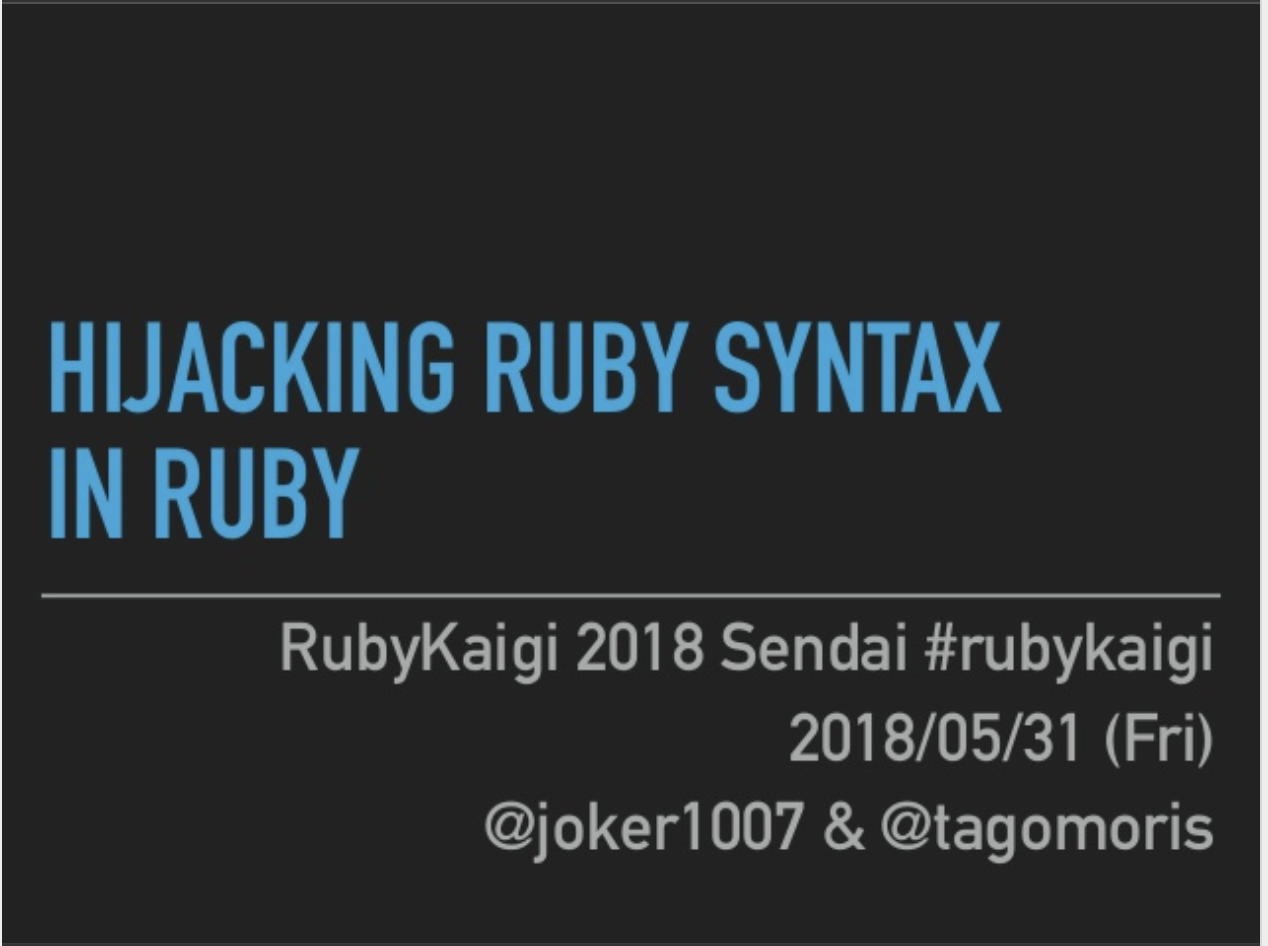 HIJACKING RUBY SYNTAX
IN RUBY
RubyKaigi 2018 Sendai #rubykaigi
2018/05/31 (Fri)
@joker1007 & @tagomoris